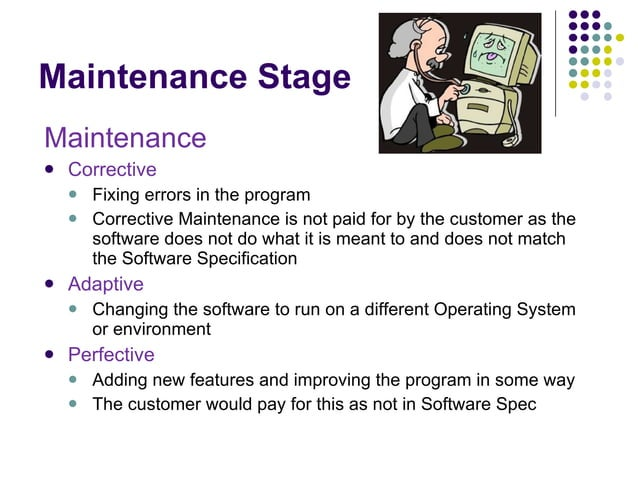 Maintenance Stage
Maintenance
Corrective
Fixing errors in the program
Corrective Maintenance is not paid for by the customer as the
software does not do what it is meant to and does not match
the Software Specification
Adaptive
Changing the software to run on a different Operating System
or environment
Perfective
Adding new features and improving the program in some way
The customer would pay for this as not in Software Spec